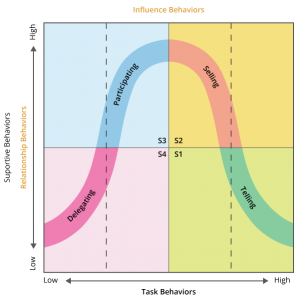 Influence Behaviors
High
Suportive Behaviors
Relationship Behaviors
Participating
Selling
S3
S2
S4
S1
Delegating
Telling
Low
Low
High
Task Behaviors